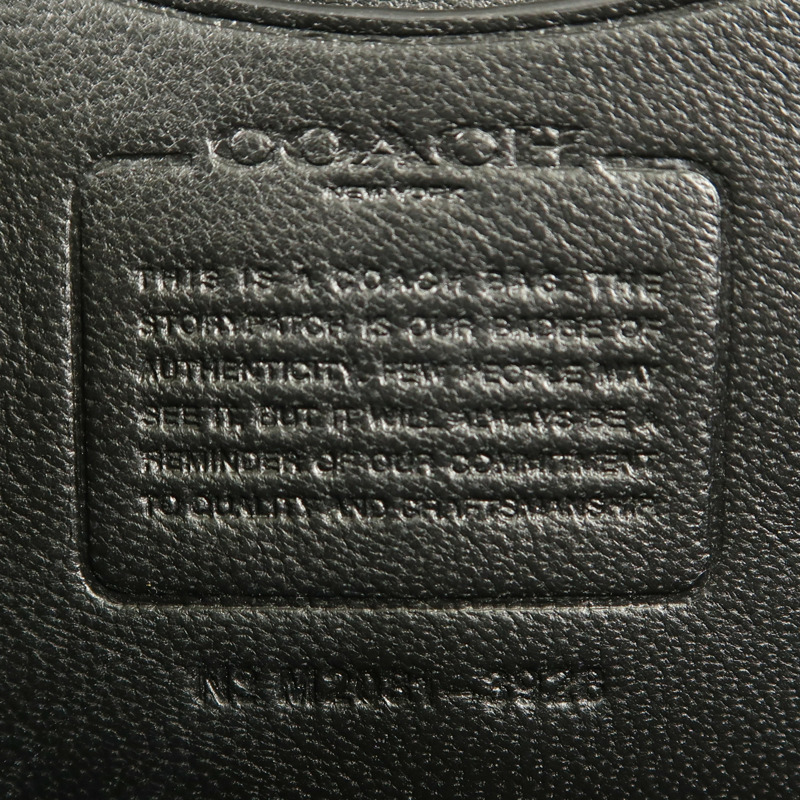 COACH
NEW YORK
THIS IS A COACH BAG. THE
STORYPATCH IS OUR BADGE OF
AUTHENTICITY. FEW PEOPLE MAY
SEE IT, BUT IT WILL ALWAYS BE A
REMINDER OF OUR COMMITMENT
TO QUALITY AND CRAFTSMANSHIP.
Nº